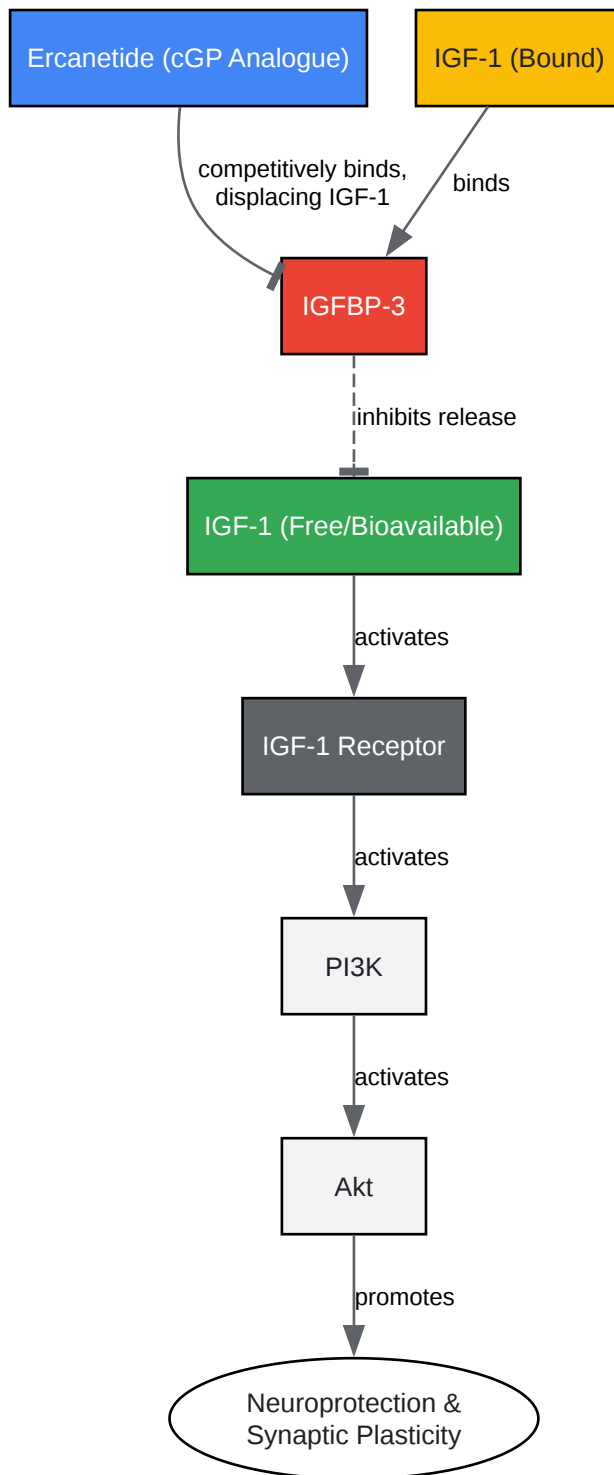 Ercanetide (cGP Analogue)
IGF-1 (Bound)
competitively binds,
displacing IGF-1
binds
IGFBP-3
inhibits release
IGF-1 (Free/Bioavailable)
activates
IGF-1 Receptor
activates
PI3K
activates
Akt
promotes
Neuroprotection &
Synaptic Plasticity